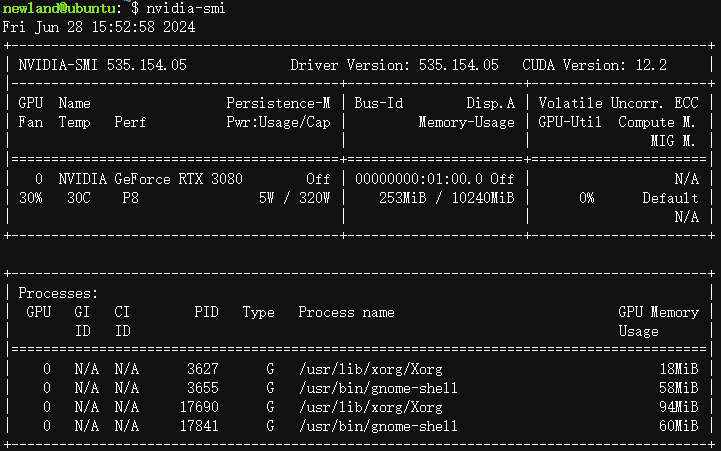 newland@ubuntu:~$ nvidia-smi
Fri Jun 28 15:52:58 2024
+---------------------------------------------------------------------------------------+
| NVIDIA-SMI 535.154.05             Driver Version: 535.154.05   CUDA Version: 12.2     |
|-----------------------------------------+----------------------+----------------------+
| GPU  Name                 Persistence-M | Bus-Id        Disp.A | Volatile Uncorr. ECC |
| Fan  Temp   Perf          Pwr:Usage/Cap |         Memory-Usage | GPU-Util  Compute M. |
|                                         |                      |               MIG M. |
|=========================================+======================+======================|
|   0  NVIDIA GeForce RTX 3080        Off | 00000000:01:00.0 Off |                  N/A |
| 30%   30C    P8               5W / 320W |    253MiB / 10240MiB |      0%      Default |
|                                         |                      |                  N/A |
+-----------------------------------------+----------------------+----------------------+
+---------------------------------------------------------------------------------------+
| Processes:                                                                            |
|  GPU   GI   CI        PID   Type   Process name                            GPU Memory |
|        ID   ID                                                             Usage      |
|=======================================================================================|
|    0   N/A  N/A      3627      G   /usr/lib/xorg/Xorg                           18MiB |
|    0   N/A  N/A      3655      G   /usr/bin/gnome-shell                         58MiB |
|    0   N/A  N/A     17690      G   /usr/lib/xorg/Xorg                           94MiB |
|    0   N/A  N/A     17841      G   /usr/bin/gnome-shell                         60MiB |
+---------------------------------------------------------------------------------------+